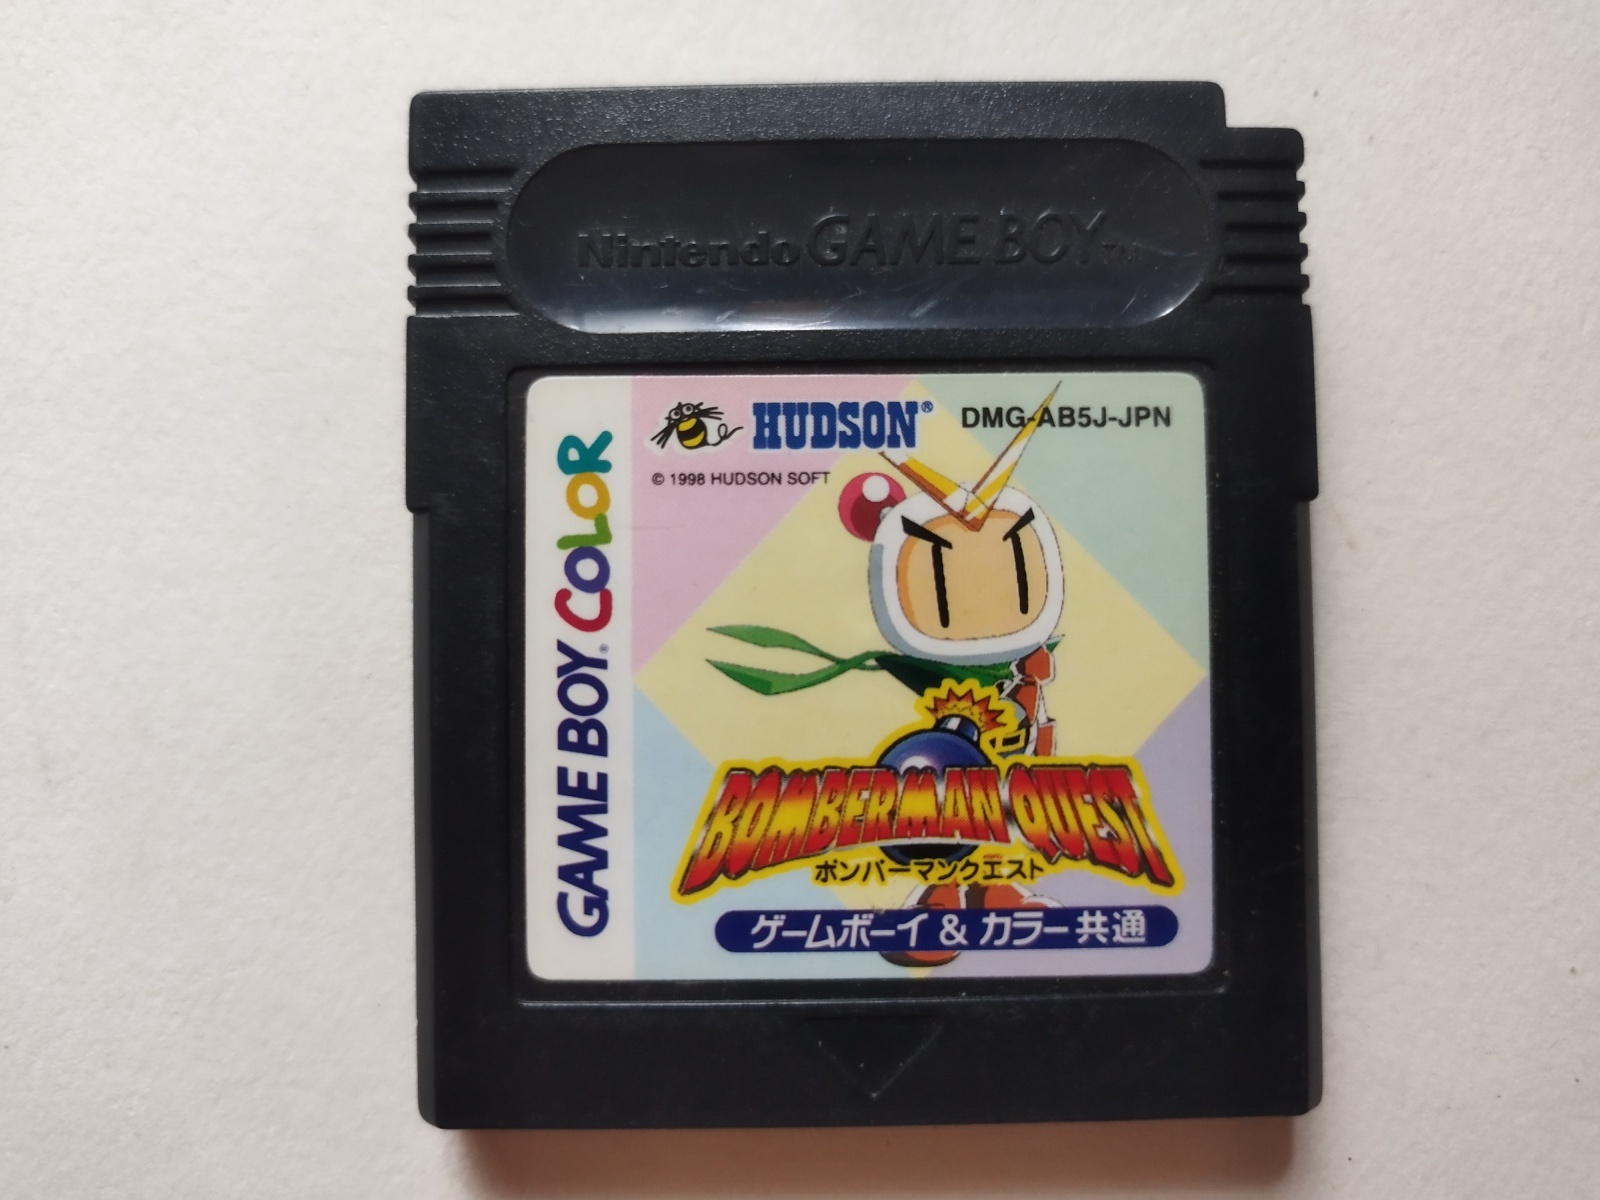 Nintendo GAME BOY TM
HUDSON® DMG-AB5J-JPN
© 1998 HUDSON SOFT
GAME BOY COLOR
BOMBERMAN QUEST
ボンバーマンクエスト
ゲームボーイ & カラー共通